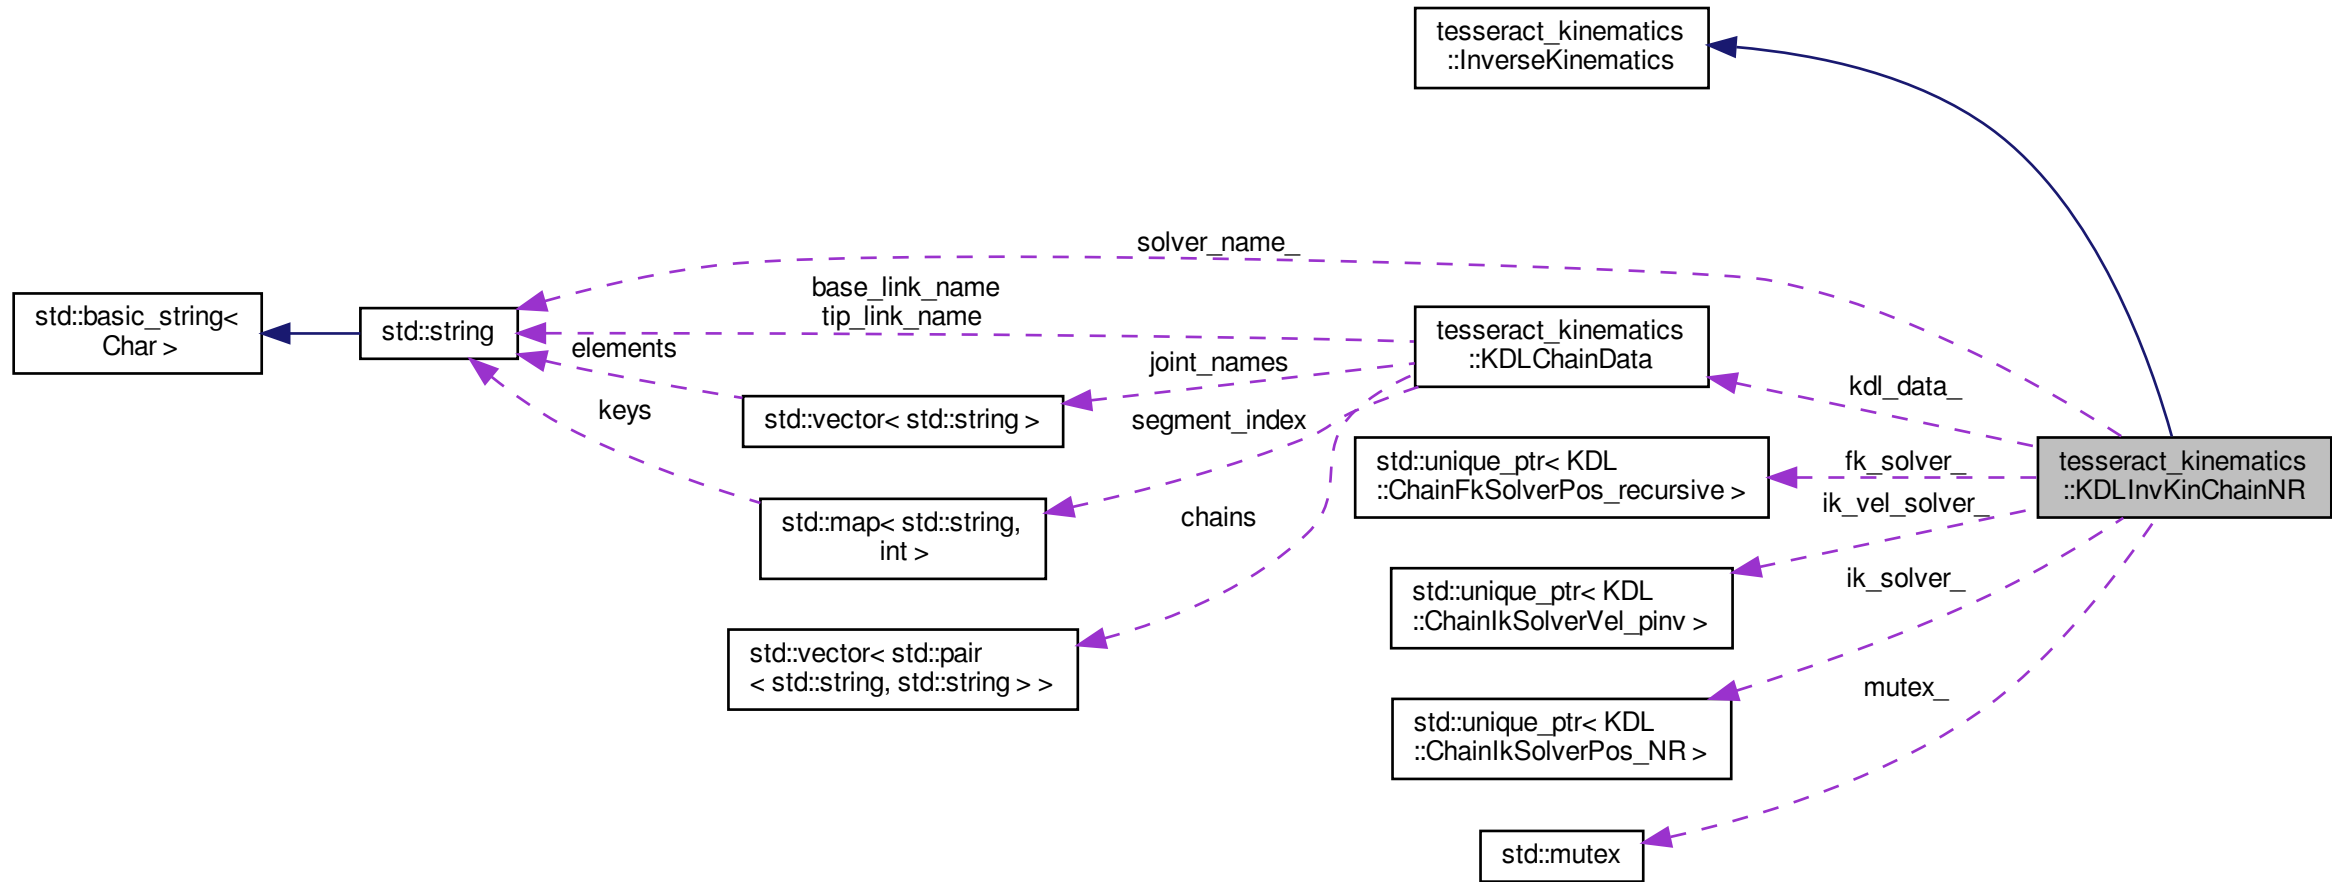 tesseract_kinematics
::InverseKinematics
solver_name_
base_link_name
tip_link_name
std::basic_string<
Char >
std::string
elements
keys
tesseract_kinematics
::KDLChainData
joint_names
std::vector< std::string >
segment_index
kdl_data_
std::unique_ptr< KDL
::ChainFkSolverPos_recursive >
fk_solver_
tesseract_kinematics
::KDLInvKinChainNR
ik_vel_solver_
std::map< std::string,
int >
chains
std::unique_ptr< KDL
::ChainIkSolverVel_pinv >
ik_solver_
std::vector< std::pair
< std::string, std::string > >
std::unique_ptr< KDL
::ChainIkSolverPos_NR >
mutex_
std::mutex